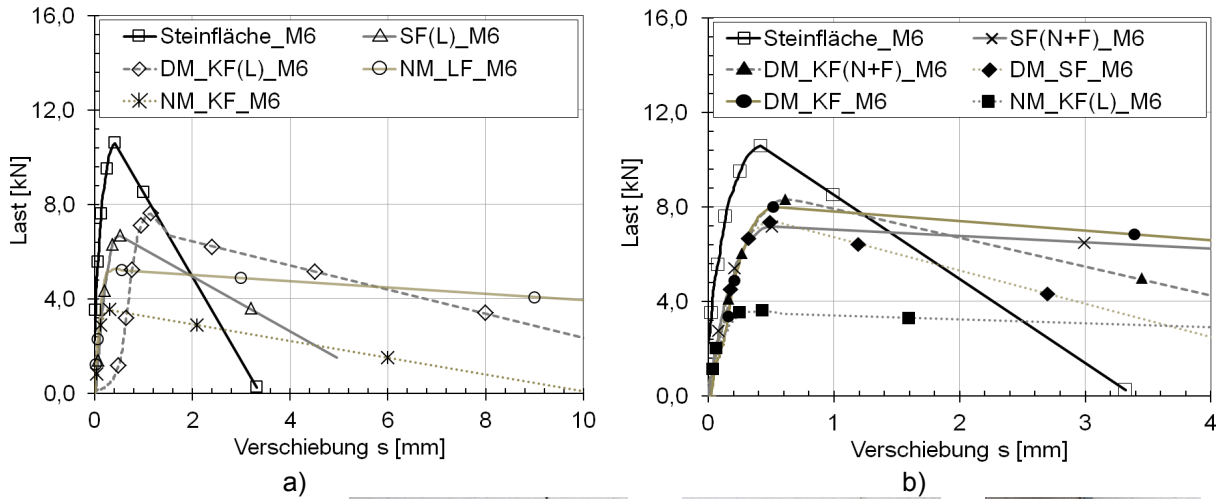 16,0
Steinfläche_M6 SF(L)_M6
DM_KF(L)_M6 NM_LF_M6
NM_KF_M6
12,0
8,0
4,0
0,0
Last [kN]
0 2 4 6 8 10
Verschiebung s [mm]
a)
16,0
Steinfläche_M6 SF(N+F)_M6
DM_KF(N+F)_M6 DM_SF_M6
DM_KF_M6 NM_KF(L)_M6
12,0
8,0
4,0
0,0
Last [kN]
0 1 2 3 4
Verschiebung s [mm]
b)